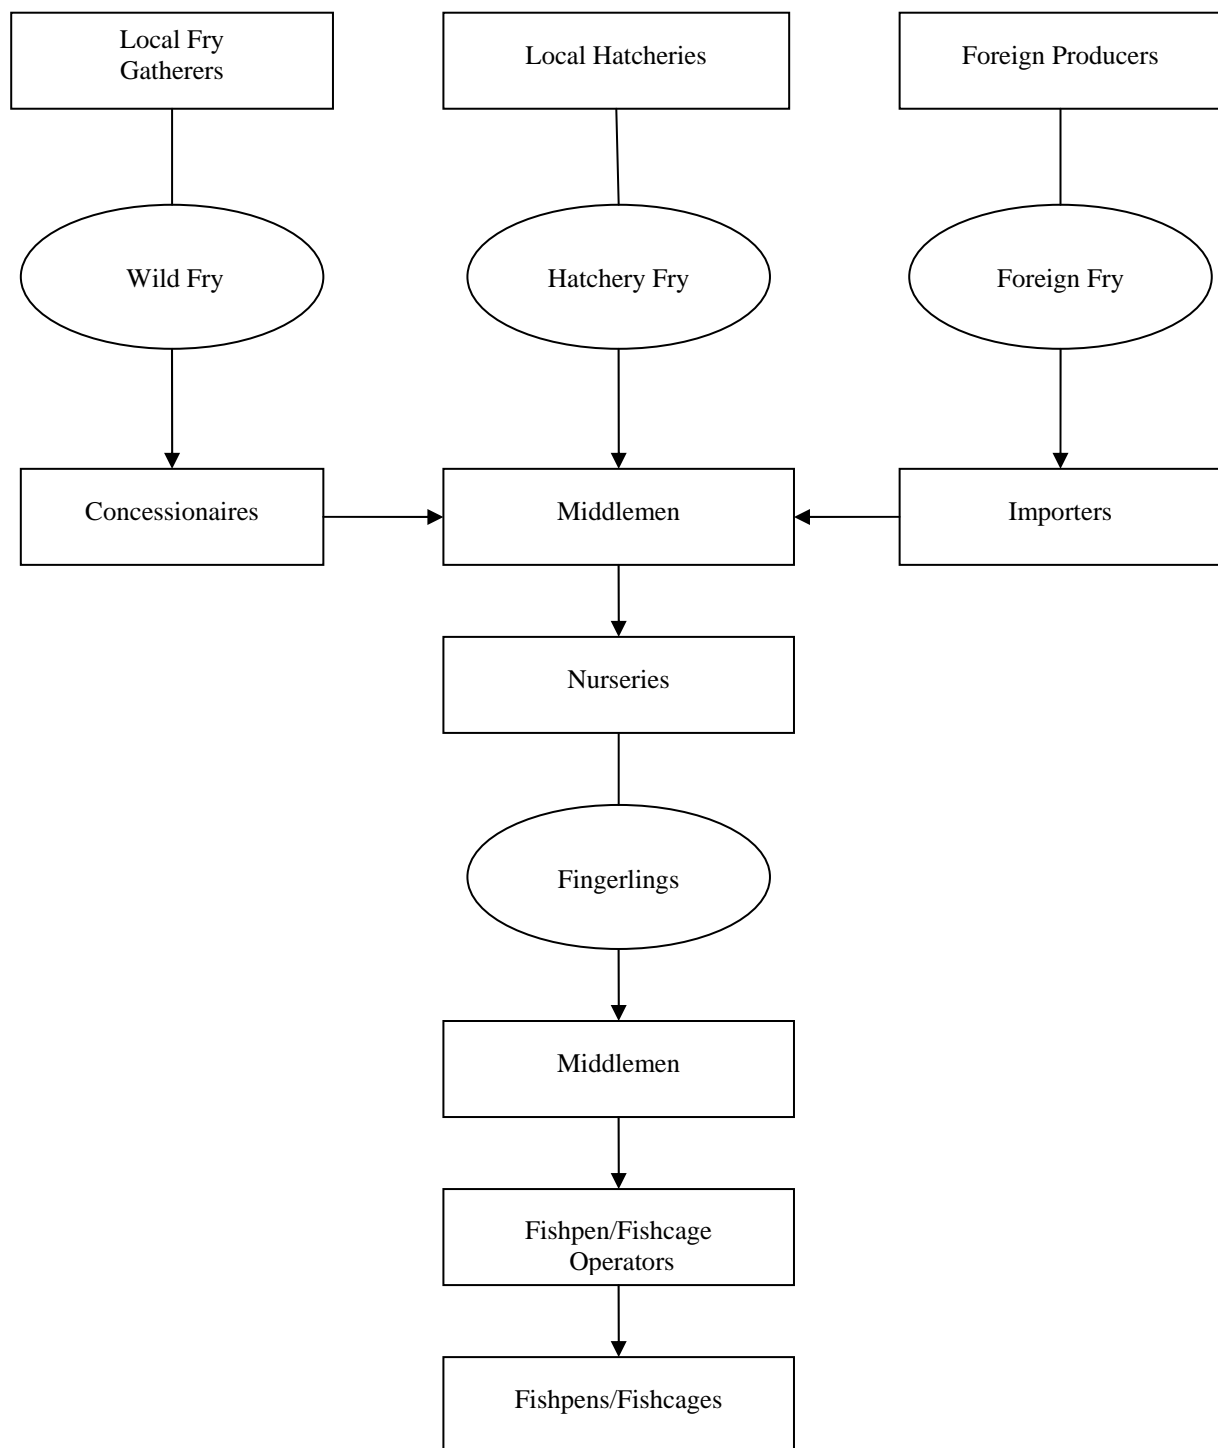 Local Fry
Gatherers
Local Hatcheries
Foreign Producers
Wild Fry
Hatchery Fry
Foreign Fry
Concessionaires
Middlemen
Importers
Nurseries
Fingerlings
Middlemen
Fishpen/Fishcage
Operators
Fishpens/Fishcages